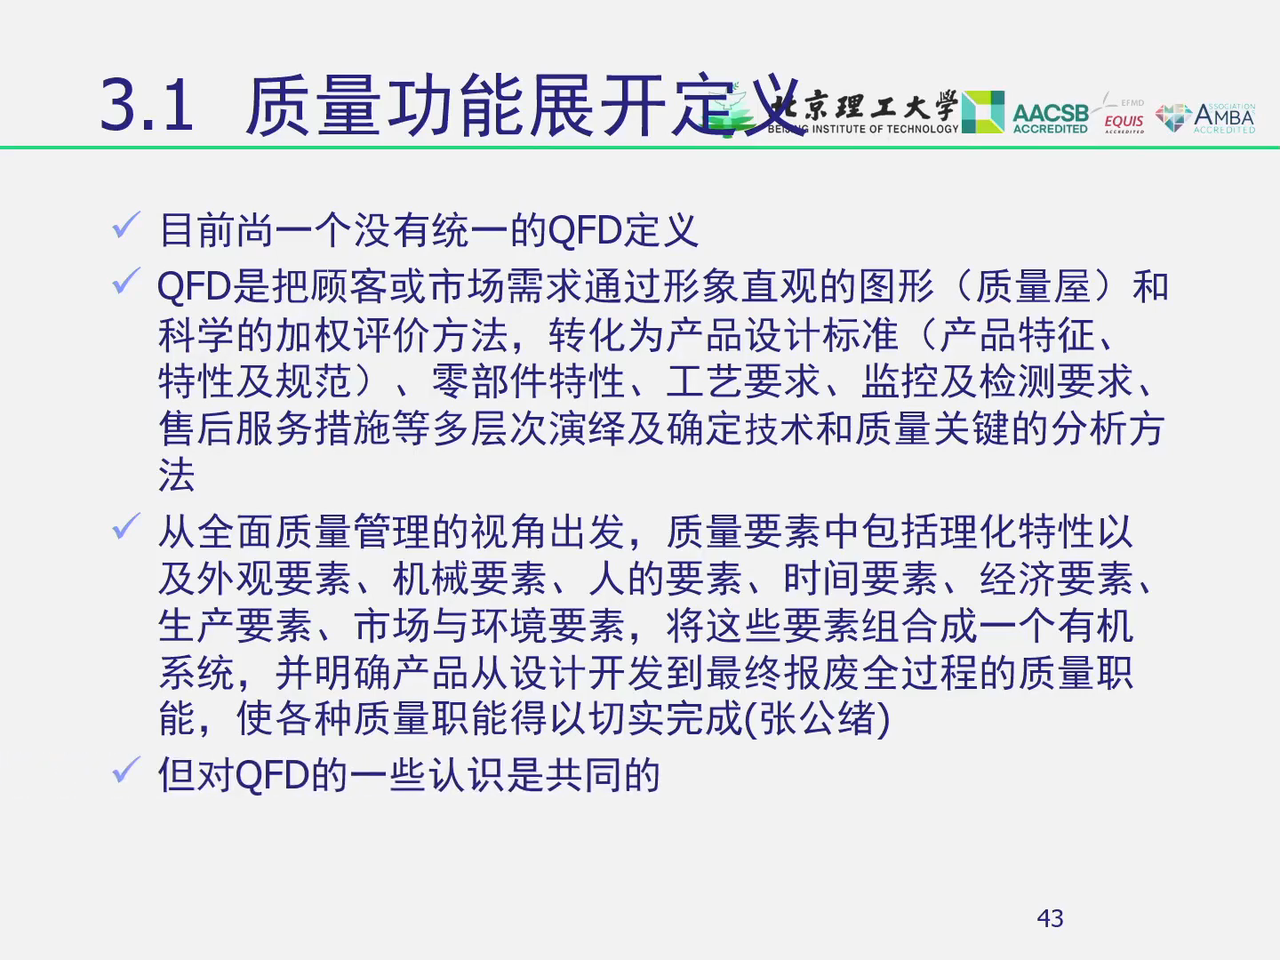 3.1 质量功能展开定义
北京理工大学
BEIJING INSTITUTE OF TECHNOLOGY
AACSB
ACCREDITED
EFMD
EQUIS
ACCREDITED
ASSOCIATION
AMBA
ACCREDITED
目前尚一个没有统一的QFD定义
QFD是把顾客或市场需求通过形象直观的图形（质量屋）和
科学的加权评价方法，转化为产品设计标准（产品特征、
特性及规范）、零部件特性、工艺要求、监控及检测要求、
售后服务措施等多层次演绎及确定技术和质量关键的分析方
法
从全面质量管理的视角出发，质量要素中包括理化特性以
及外观要素、机械要素、人的要素、时间要素、经济要素、
生产要素、市场与环境要素，将这些要素组合成一个有机
系统，并明确产品从设计开发到最终报废全过程的质量职
能，使各种质量职能得以切实完成(张公绪)
但对QFD的一些认识是共同的
43